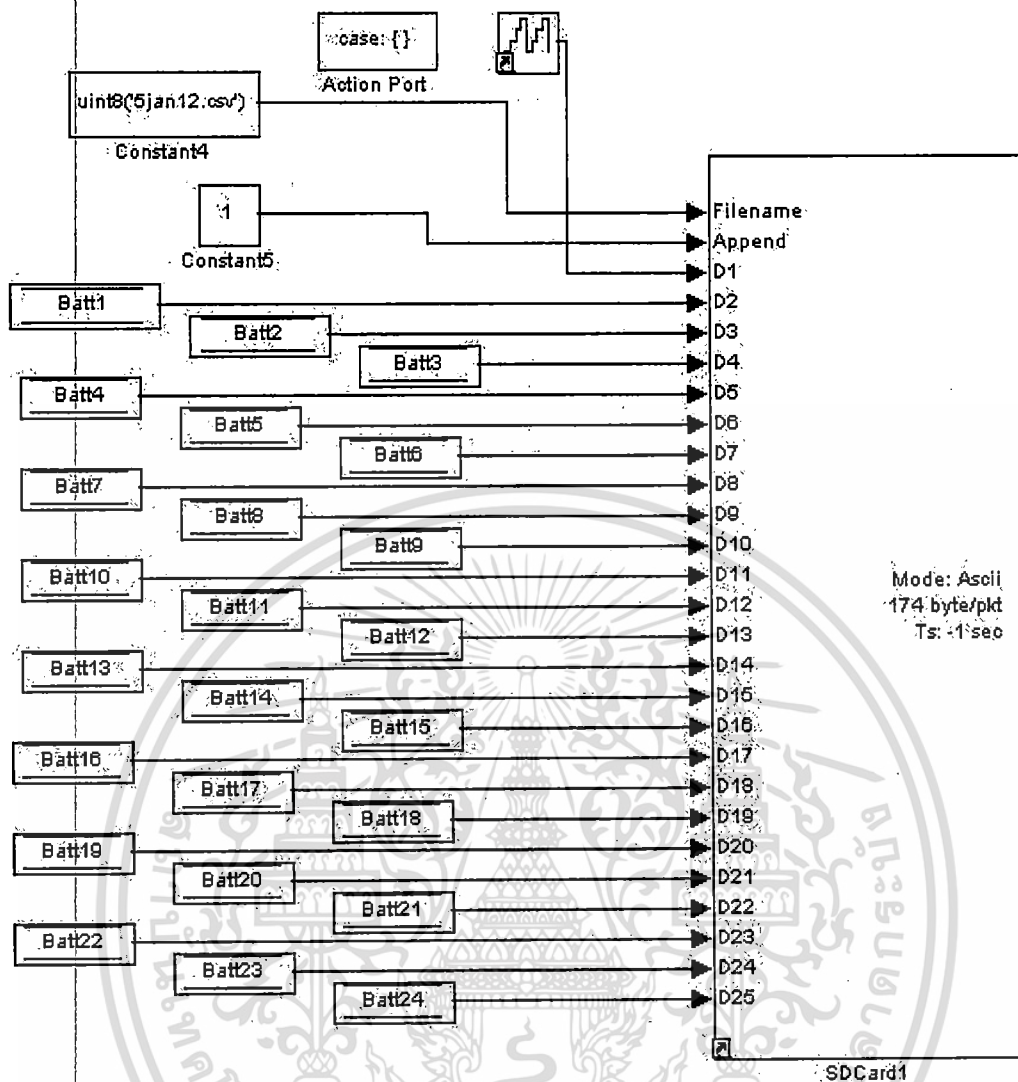 case: { }
Action Port
uint8('5jan12.csv')
Constant4
1
Constant5
Filename
Append
D1
Batt1
D2
Batt2
D3
Batt3
D4
Batt4
D5
Batt5
D6
Batt6
D7
Batt7
D8
Batt8
D9
Batt9
D10
Batt10
D11
Batt11
D12
Batt12
D13
Batt13
D14
Batt14
D15
Batt15
D16
Batt16
D17
Batt17
D18
Batt18
D19
Batt19
D20
Batt20
D21
Batt21
D22
Batt22
D23
Batt23
D24
Batt24
D25
Mode: Ascii
174 byte/pkt
Ts: -1 sec
SDCard1